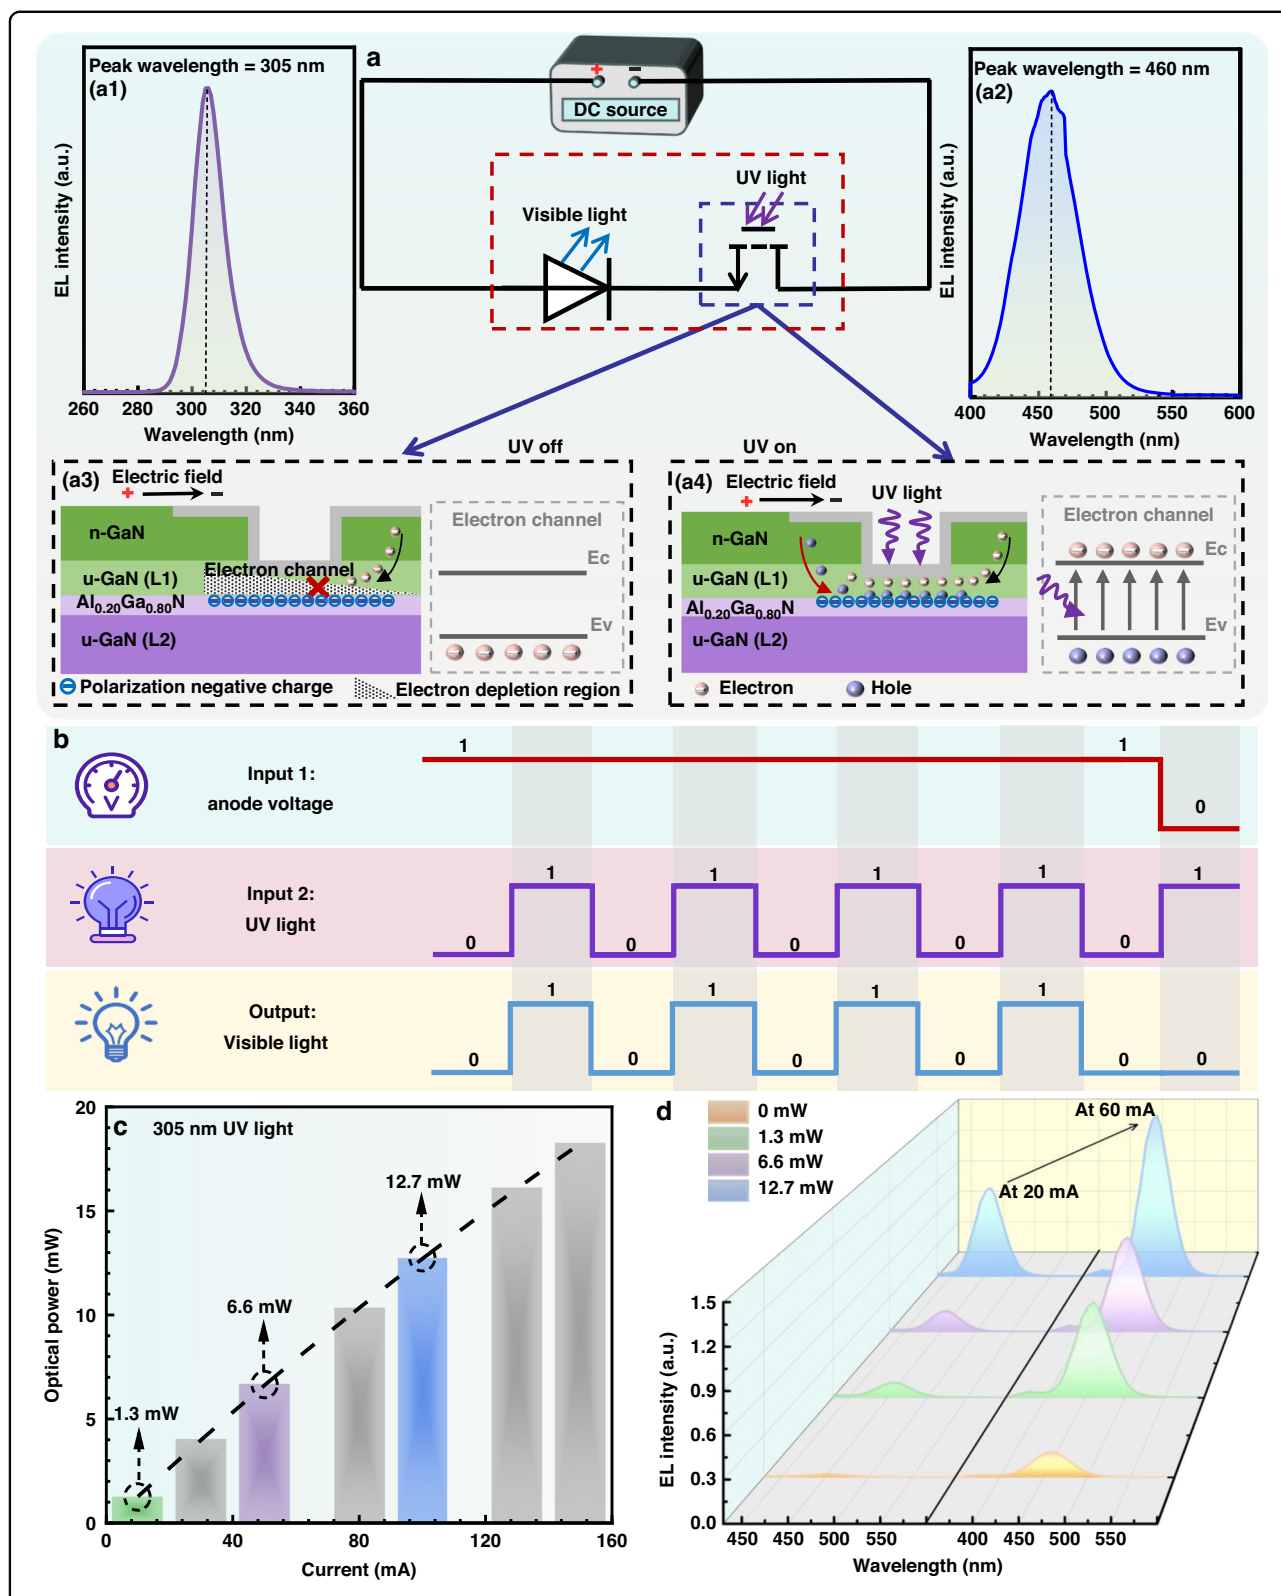 a
Peak wavelength = 305 nm
(a1)
EL intensity (a.u.)
260 280 300 320 340 360
Wavelength (nm)
+ −
DC source
UV light
Visible light
Peak wavelength = 460 nm
(a2)
EL intensity (a.u.)
400 450 500 550 600
Wavelength (nm)
UV off
UV on
(a3)
Electric field
+ −
n-GaN
Electron channel
u-GaN (L1)
Al0.20Ga0.80N
u-GaN (L2)
Electron channel
Ec
Ev
Polarization negative charge
Electron depletion region
(a4)
Electric field
+ −
UV light
n-GaN
u-GaN (L1)
Al0.20Ga0.80N
u-GaN (L2)
Electron channel
Ec
Ev
Electron
Hole
b
Input 1:
anode voltage
V
1 1 0
Input 2:
UV light
0 1 0 1 0 1 0 1 0 1
Output:
Visible light
0 1 0 1 0 1 0 1 0 0
c
305 nm UV light
Optical power (mW)
20
15
10
5
0
1.3 mW
6.6 mW
12.7 mW
0 40 80 120 160
Current (mA)
d
0 mW
1.3 mW
6.6 mW
12.7 mW
At 60 mA
At 20 mA
EL intensity (a.u.)
1.5
1.2
0.9
0.6
0.3
0.0
450 450 500 550 400 450 500 550
Wavelength (nm)